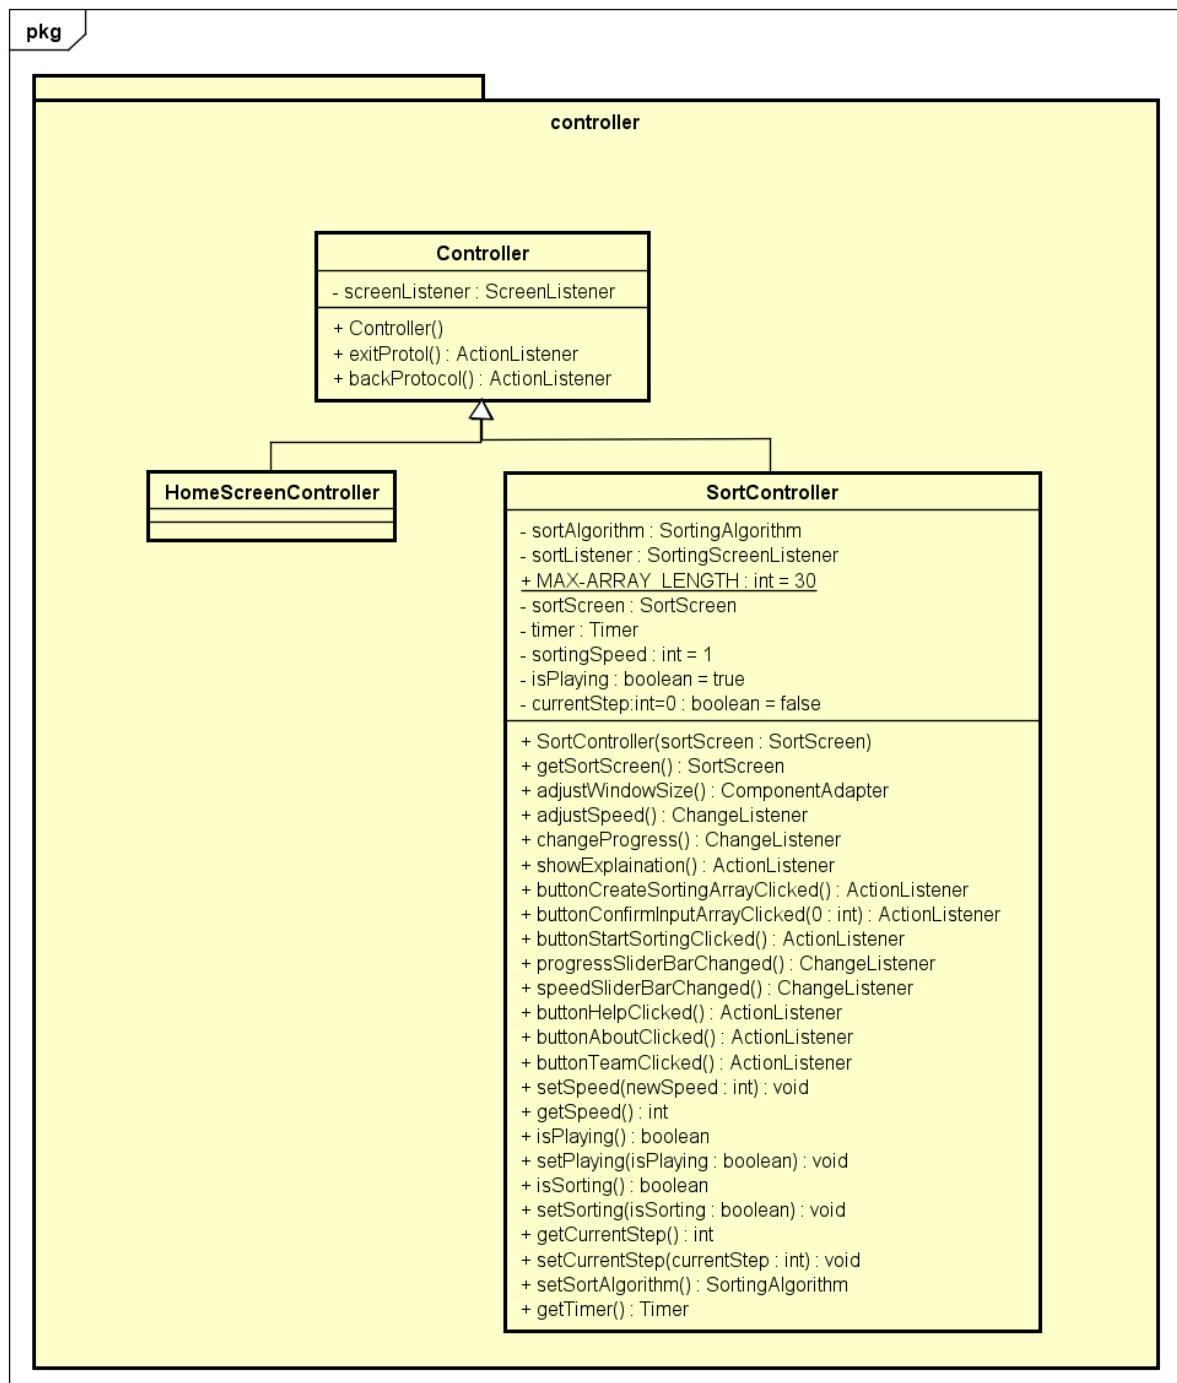 pkg
controller
Controller
- screenListener : ScreenListener
+ Controller()
+ exitProtol() : ActionListener
+ backProtocol() : ActionListener
HomeScreenController
SortController
- sortAlgorithm : SortingAlgorithm
- sortListener : SortingScreenListener
+ MAX-ARRAY_LENGTH : int = 30
- sortScreen : SortScreen
- timer : Timer
- sortingSpeed : int = 1
- isPlaying : boolean = true
- currentStep:int=0 : boolean = false
+ SortController(sortScreen : SortScreen)
+ getSortScreen() : SortScreen
+ adjustWindowSize() : ComponentAdapter
+ adjustSpeed() : ChangeListener
+ changeProgress() : ChangeListener
+ showExplaination() : ActionListener
+ buttonCreateSortingArrayClicked() : ActionListener
+ buttonConfirmInputArrayClicked(0 : int) : ActionListener
+ buttonStartSortingClicked() : ActionListener
+ progressSliderBarChanged() : ChangeListener
+ speedSliderBarChanged() : ChangeListener
+ buttonHelpClicked() : ActionListener
+ buttonAboutClicked() : ActionListener
+ buttonTeamClicked() : ActionListener
+ setSpeed(newSpeed : int) : void
+ getSpeed() : int
+ isPlaying() : boolean
+ setPlaying(isPlaying : boolean) : void
+ isSorting() : boolean
+ setSorting(isSorting : boolean) : void
+ getCurrentStep() : int
+ setCurrentStep(currentStep : int) : void
+ setSortAlgorithm() : SortingAlgorithm
+ getTimer() : Timer